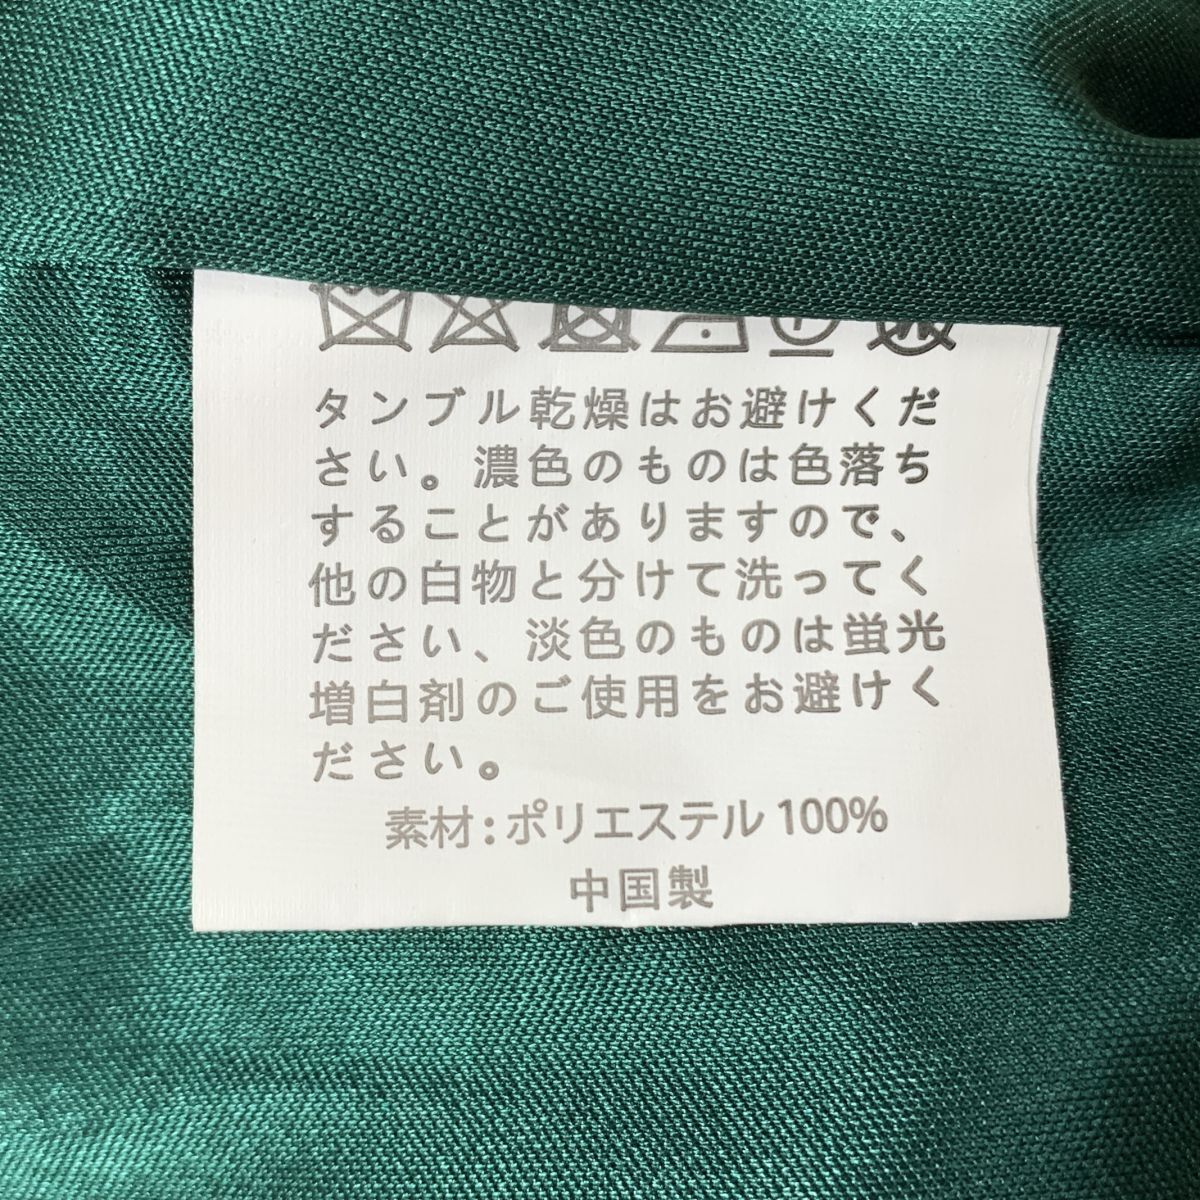 タンブル乾燥はお避けくだ
さい。濃色のものは色落ち
することがありますので、
他の白物と分けて洗ってく
ださい、淡色のものは蛍光
増白剤のご使用をお避けく
ださい。
素材:ポリエステル 100%
中国製